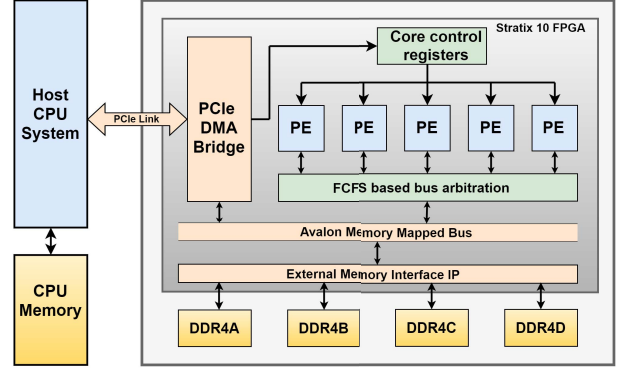 Stratix 10 FPGA
Host
CPU
System
PCIe Link
PCIe
DMA
Bridge
Core control
registers
PE
PE
PE
PE
PE
FCFS based bus arbitration
Avalon Memory Mapped Bus
External Memory Interface IP
CPU
Memory
DDR4A
DDR4B
DDR4C
DDR4D